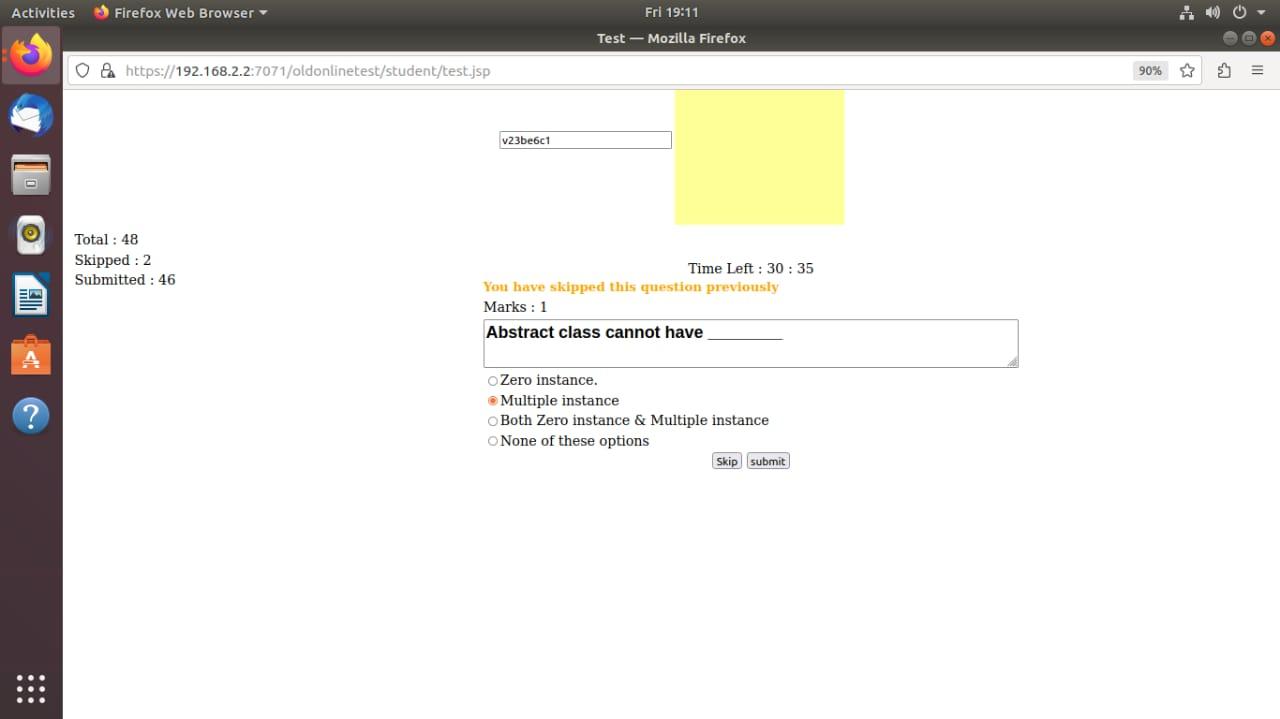 Activities Firefox Web Browser Fri 19:11
Test — Mozilla Firefox
https://192.168.2.2:7071/oldonlinetest/student/test.jsp 90%
v23be6c1
Total : 48
Skipped : 2
Submitted : 46
Time Left : 30 : 35
You have skipped this question previously
Marks : 1
Abstract class cannot have _________
Zero instance.
Multiple instance
Both Zero instance & Multiple instance
None of these options
Skip submit